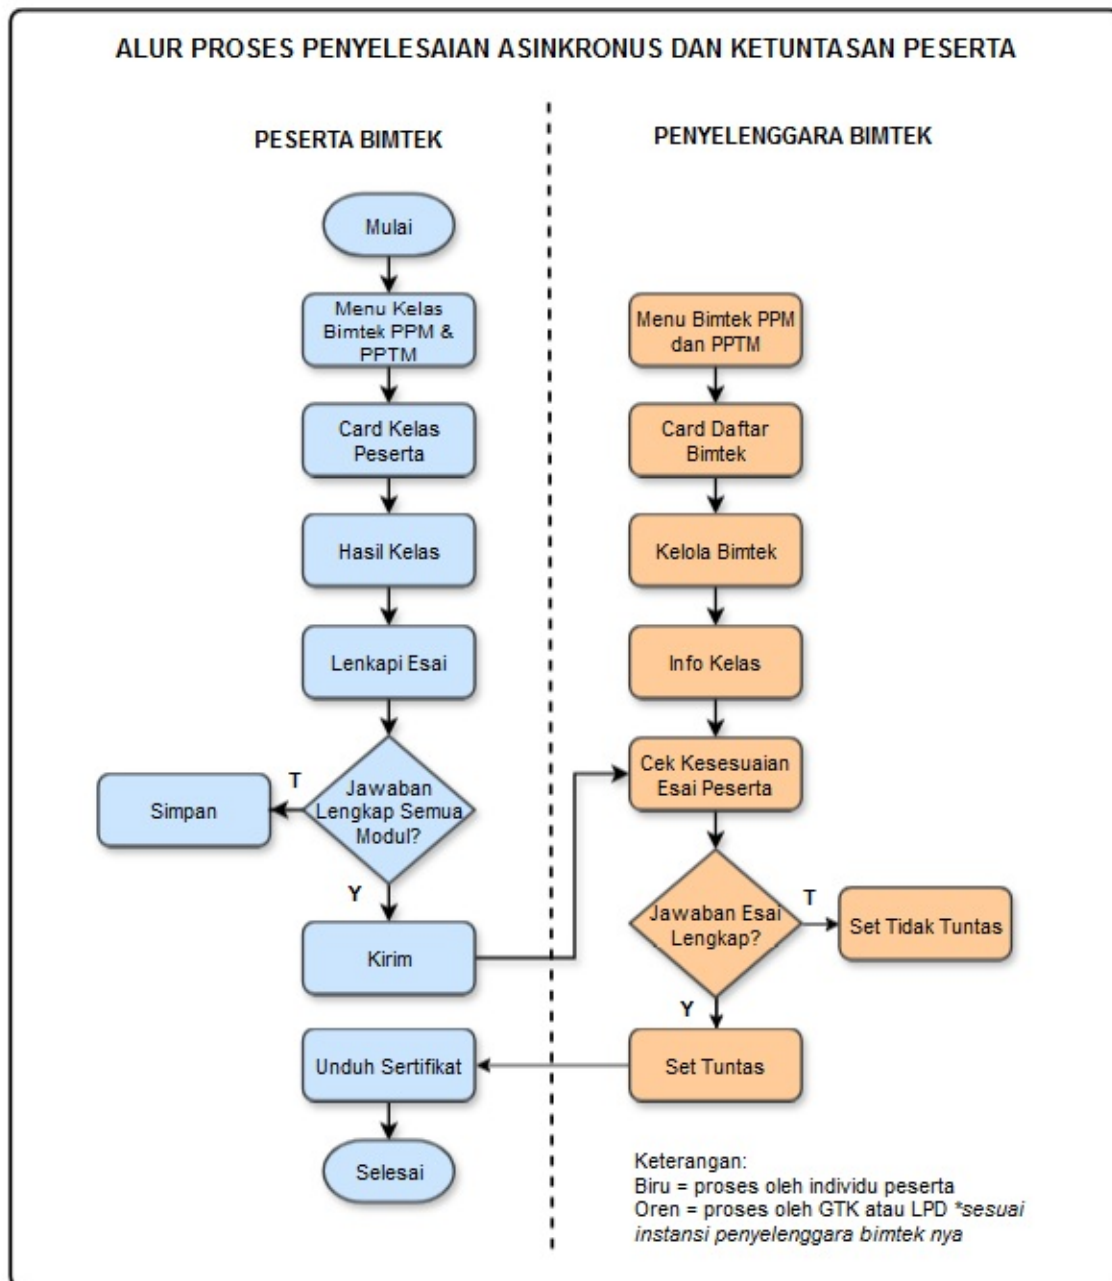 ALUR PROSES PENYELESAIAN ASINKRONUS DAN KETUNTASAN PESERTA
PESERTA BIMTEK
Mulai
Menu Kelas
Bimtek PPM &
PPTM
Card Kelas
Peserta
Hasil Kelas
Lenkapi Esai
Jawaban
Lengkap Semua
Modul?
T
Simpan
Y
Kirim
Unduh Sertifikat
Selesai
PENYELENGGARA BIMTEK
Menu Bimtek PPM
dan PPTM
Card Daftar
Bimtek
Kelola Bimtek
Info Kelas
Cek Kesesuaian
Esai Peserta
Jawaban Esai
Lengkap?
T
Set Tidak Tuntas
Y
Set Tuntas
Keterangan:
Biru = proses oleh individu peserta
Oren = proses oleh GTK atau LPD *sesuai
instansi penyelenggara bimtek nya